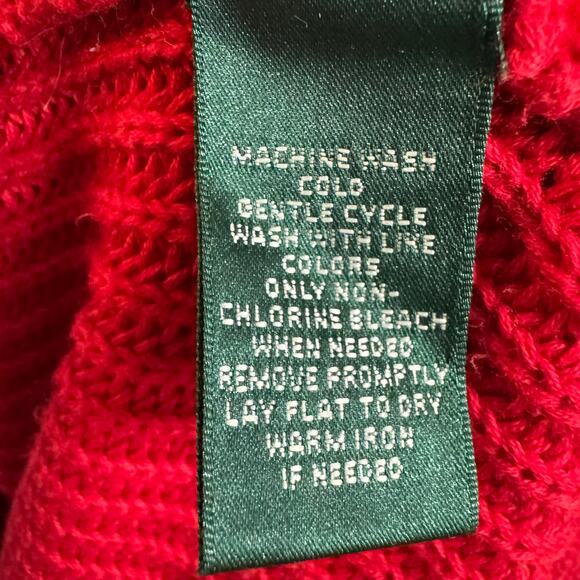 MACHINE WASH
COLD
GENTLE CYCLE
WASH WITH LIKE
COLORS
ONLY NON-
CHLORINE BLEACH
WHEN NEEDED
REMOVE PROMPTLY
LAY FLAT TO DRY
WARM IRON
IF NEEDED